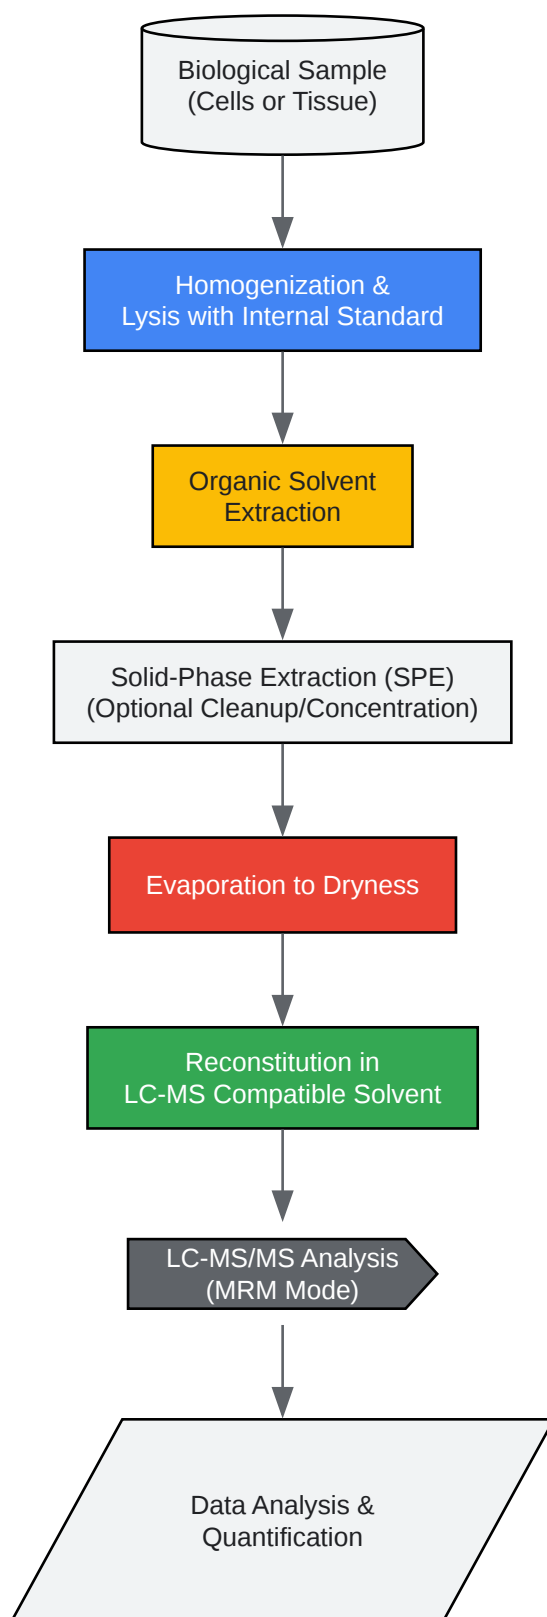 Biological Sample
(Cells or Tissue)
Homogenization &
Lysis with Internal Standard
Organic Solvent
Extraction
Solid-Phase Extraction (SPE)
(Optional Cleanup/Concentration)
Evaporation to Dryness
Reconstitution in
LC-MS Compatible Solvent
LC-MS/MS Analysis
(MRM Mode)
Data Analysis &
Quantification